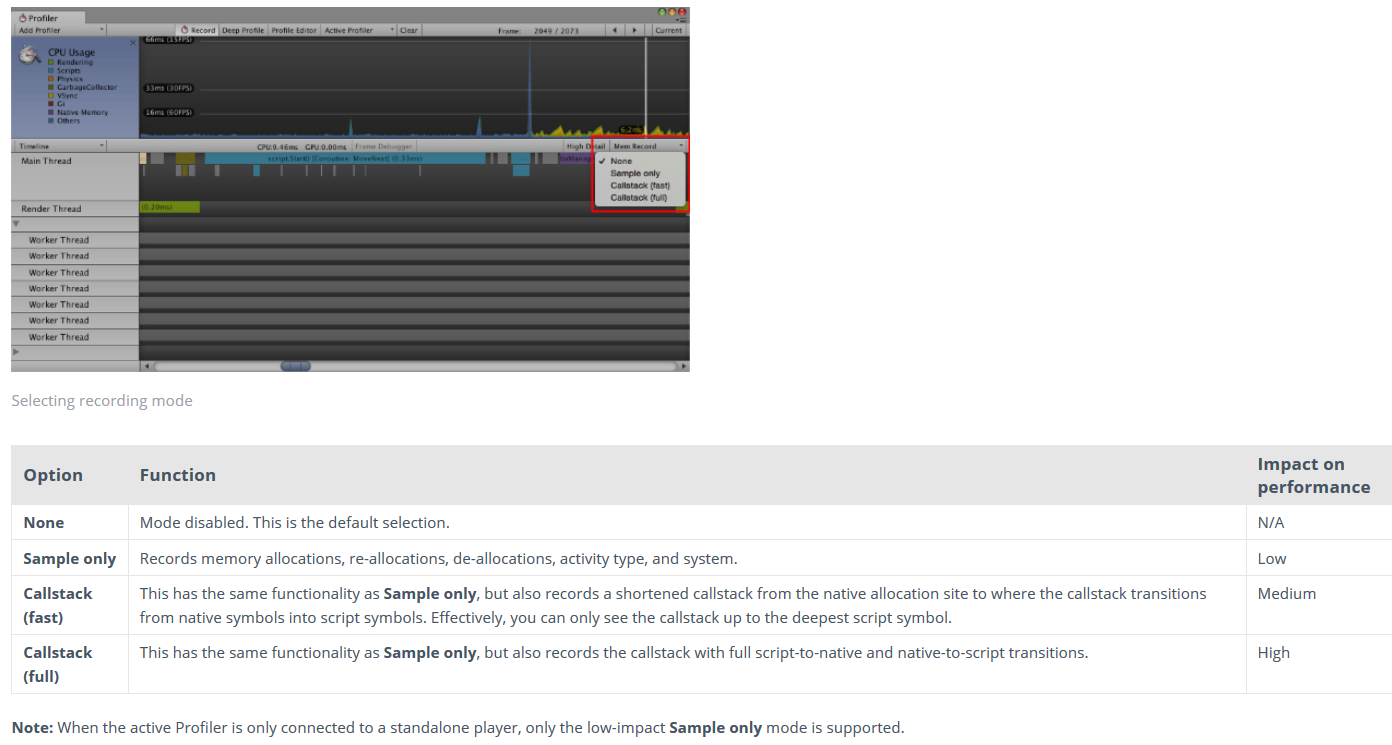 Profiler
Add Profiler
Record Deep Profile Profile Editor Active Profiler Clear Frame: 2049 / 2073 Current
CPU Usage
Rendering
Scripts
Physics
GarbageCollector
VSync
Gi
Native Memory
Others
66ms (15FPS)
33ms (30FPS)
16ms (60FPS)
6.2ms
Timeline CPU:9.46ms GPU:0.00ms Frame Debugger High Detail Mem Record
None
Sample only
Callstack (fast)
Callstack (full)
Main Thread
script.Start() [Coroutine: MoveNext] (0.33ms)
Render Thread
(0.20ms)
Worker Thread
Worker Thread
Worker Thread
Worker Thread
Worker Thread
Worker Thread
Worker Thread
Selecting recording mode
Option Function Impact on performance
None Mode disabled. This is the default selection. N/A
Sample only Records memory allocations, re-allocations, de-allocations, activity type, and system. Low
Callstack (fast) This has the same functionality as Sample only, but also records a shortened callstack from the native allocation site to where the callstack transitions
from native symbols into script symbols. Effectively, you can only see the callstack up to the deepest script symbol. Medium
Callstack (full) This has the same functionality as Sample only, but also records the callstack with full script-to-native and native-to-script transitions. High
Note: When the active Profiler is only connected to a standalone player, only the low-impact Sample only mode is supported.